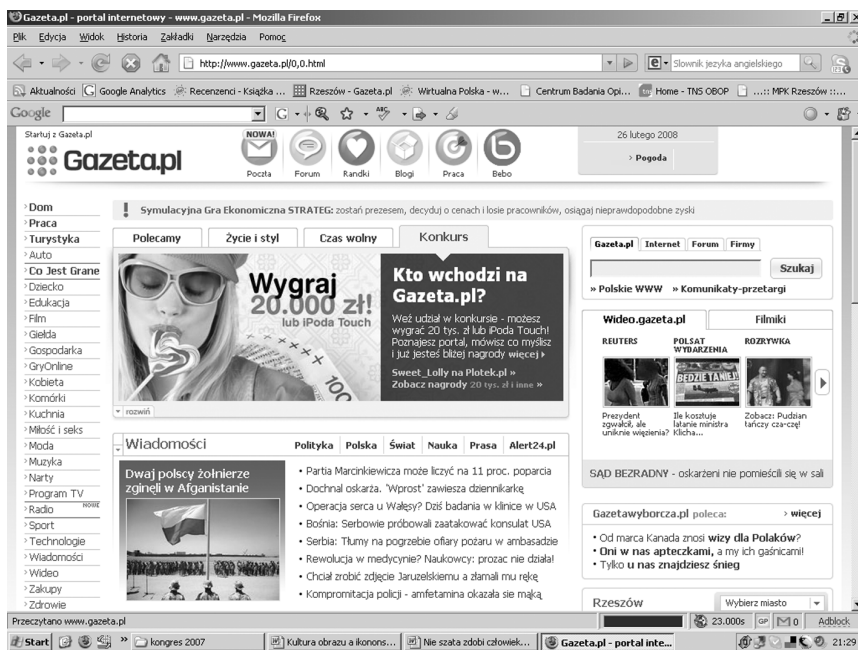 Gazeta.pl - portal internetowy - www.gazeta.pl - Mozilla Firefox
Plik Edycja Widok Historia Zakładki Narzędzia Pomoc
http://www.gazeta.pl/0,0.html
Słownik języka angielskiego
Aktualności Google Analytics Recenzenci - Książka ... Rzeszów - Gazeta.pl Wirtualna Polska - w... Centrum Badania Opi... Home - TNS OBOP ...:: MPK Rzeszów ::...
Google
Startuj z Gazeta.pl
Gazeta.pl
NOWA!
Poczta Forum Randki Blogi Praca Bebo
26 lutego 2008
Pogoda
Dom
Praca
Turystyka
Auto
Co Jest Grane
Dziecko
Edukacja
Film
Giełda
Gospodarka
GryOnline
Kobieta
Komórki
Kuchnia
Miłość i seks
Moda
Muzyka
Narty
Program TV
Radio NOWE
Sport
Technologie
Wiadomości
Wideo
Zakupy
Zdrowie
Symulacyjna Gra Ekonomiczna STRATEG: zostań prezesem, decyduj o cenach i losie pracowników, osiągaj nieprawdopodobne zyski
Polecamy Życie i styl Czas wolny Konkurs
Wygraj
20.000 zł!
lub iPoda Touch
100
Kto wchodzi na
Gazeta.pl?
Weź udział w konkursie - możesz
wygrać 20 tys. zł lub iPoda Touch!
Poznajesz portal, mówisz co myślisz
i już jesteś bliżej nagrody więcej
Sweet_Lolly na Plotek.pl »
Zobacz nagrody 20 tys. zł i inne »
rozwiń
Wiadomości
Polityka Polska Świat Nauka Prasa Alert24.pl
Dwaj polscy żołnierze
zginęli w Afganistanie
• Partia Marcinkiewicza może liczyć na 11 proc. poparcia
• Dochnal oskarża. 'Wprost' zawiesza dziennikarkę
• Operacja serca u Wałęsy? Dziś badania w klinice w USA
• Bośnia: Serbowie próbowali zaatakować konsulat USA
• Serbia: Tłumy na pogrzebie ofiary pożaru w ambasadzie
• Rewolucja w medycynie? Naukowcy: prozac nie działa!
• Chciał zrobić zdjęcie Jaruzelskiemu a złamali mu rękę
• Kompromitacja policji - amfetamina okazała się mąką
Gazeta.pl Internet Forum Firmy
Szukaj
» Polskie WWW » Komunikaty-przetargi
Wideo.gazeta.pl Filmiki
REUTERS
Prezydent
zgwałcił, ale
uniknie więzienia?
POLSAT
WYDARZENIA
BĘDZIE TANIEJ!
Ile kosztuje
latanie ministra
Klicha...
ROZRYWKA
Zobacz: Pudzian
tańczy cza-czę!
SĄD BEZRADNY - oskarżeni nie pomieścili się w sali
Gazetawyborcza.pl poleca: › więcej
• Od marca Kanada znosi wizy dla Polaków?
• Oni w nas apteczkami, a my ich gaśnicami!
• Tylko u nas znajdziesz śnieg
Rzeszów Wybierz miasto
Przeczytano www.gazeta.pl
23.000s GP 0 Adblock
Start » kongres 2007 Kultura obrazu a ikonons... Nie szata zdobi człowiek... Gazeta.pl - portal inte... 21:29